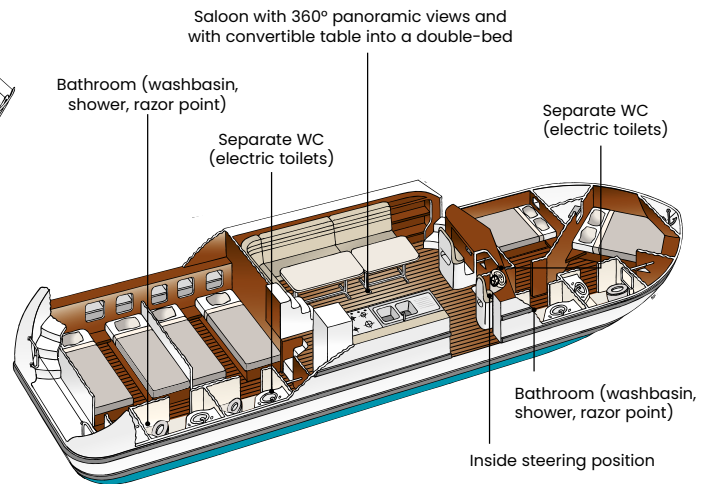 Saloon with 360° panoramic views and
with convertible table into a double-bed
Bathroom (washbasin,
shower, razor point)
Separate WC
(electric toilets)
Separate WC
(electric toilets)
Bathroom (washbasin,
shower, razor point)
Inside steering position